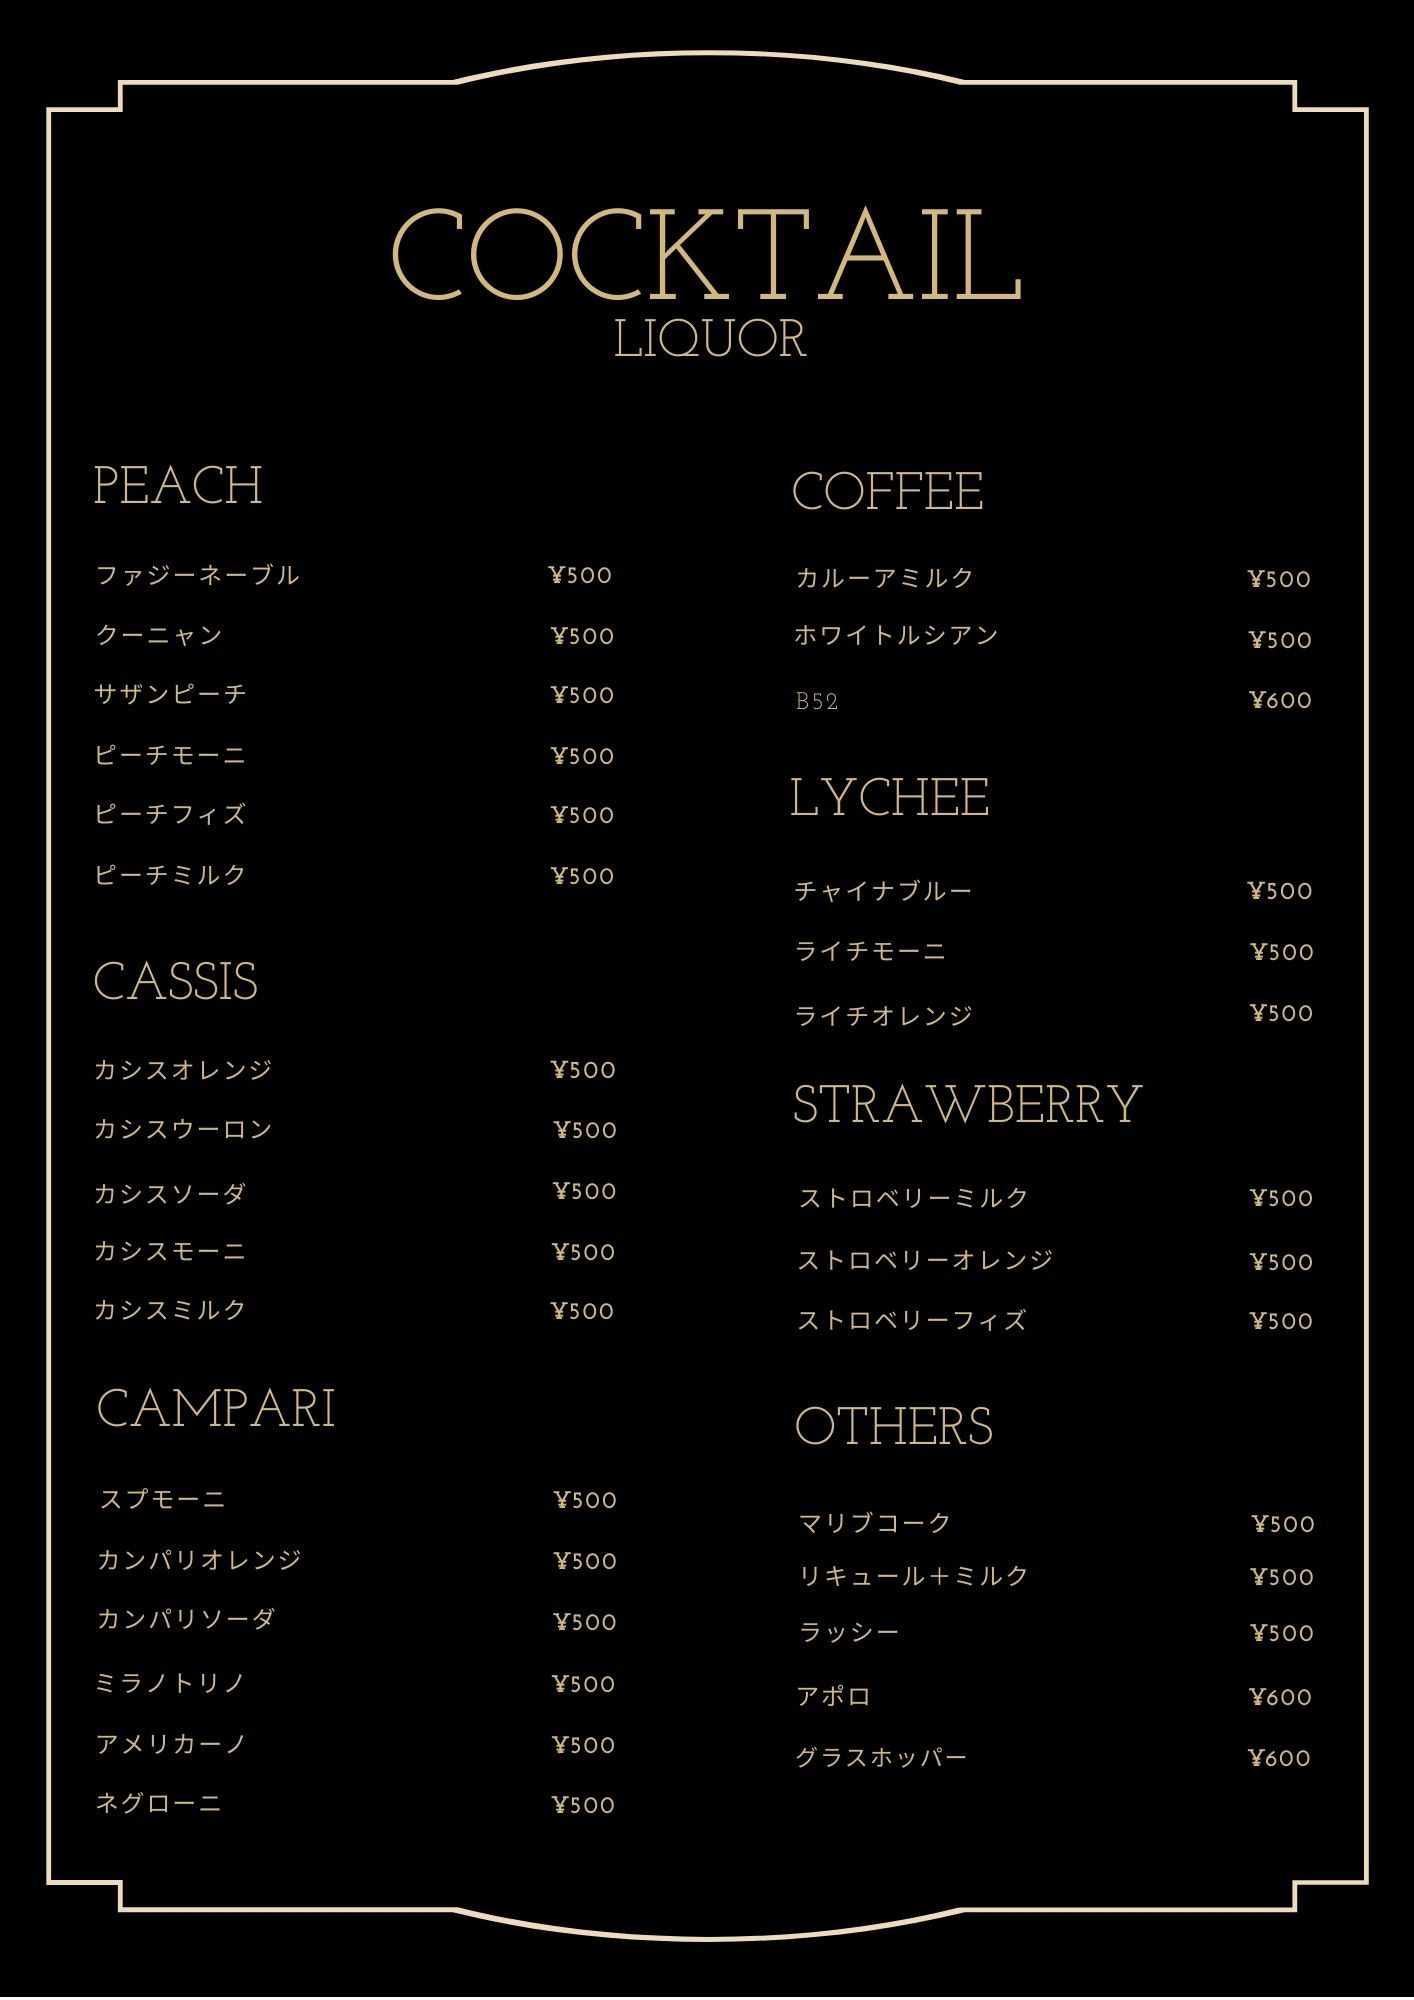 COCKTAIL
LIQUOR
PEACH
ファジーネーブル ¥500
クーニャン ¥500
サザンピーチ ¥500
ピーチモーニ ¥500
ピーチフィズ ¥500
ピーチミルク ¥500
CASSIS
カシスオレンジ ¥500
カシスウーロン ¥500
カシスソーダ ¥500
カシスモーニ ¥500
カシスミルク ¥500
CAMPARI
スプモーニ ¥500
カンパリオレンジ ¥500
カンパリソーダ ¥500
ミラノトリノ ¥500
アメリカーノ ¥500
ネグローニ ¥500
COFFEE
カルーアミルク ¥500
ホワイトルシアン ¥500
B52 ¥600
LYCHEE
チャイナブルー ¥500
ライチモーニ ¥500
ライチオレンジ ¥500
STRAWBERRY
ストロベリーミルク ¥500
ストロベリーオレンジ ¥500
ストロベリーフィズ ¥500
OTHERS
マリブコーク ¥500
リキュール＋ミルク ¥500
ラッシー ¥500
アポロ ¥600
グラスホッパー ¥600